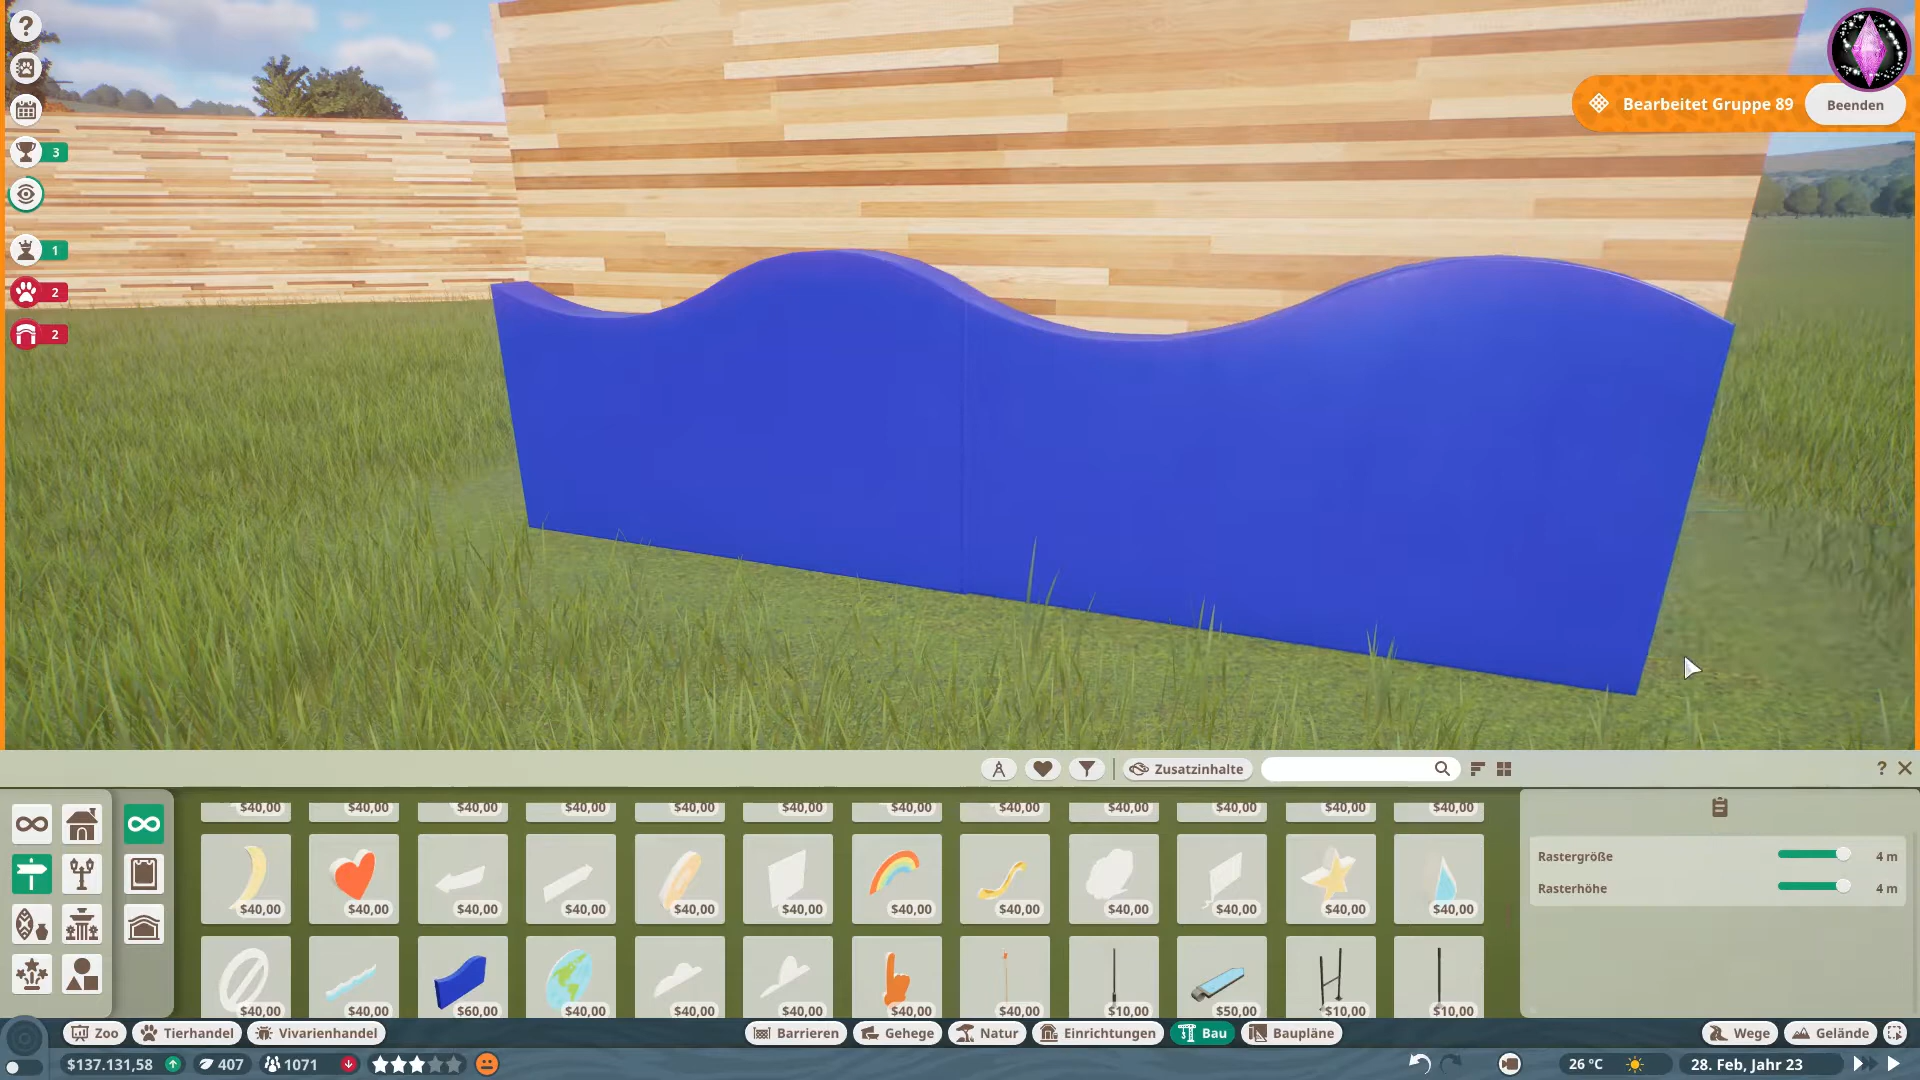 Bearbeitet Gruppe 89
Beenden
3
1
2
2
Zusatzinhalte
?
$40,00 $40,00 $40,00 $40,00 $40,00 $40,00 $40,00 $40,00 $40,00 $40,00 $40,00 $40,00
$40,00 $40,00 $40,00 $40,00 $40,00 $40,00 $40,00 $40,00 $40,00 $40,00 $40,00 $40,00
$40,00 $40,00 $60,00 $40,00 $40,00 $40,00 $40,00 $40,00 $10,00 $50,00 $10,00 $10,00
Rastergröße 4 m
Rasterhöhe 4 m
Zoo Tierhandel Vivarienhandel Barrieren Gehege Natur Einrichtungen Bau Baupläne Wege Gelände
$137.131,58 407 1071 26 °C 28. Feb, Jahr 23